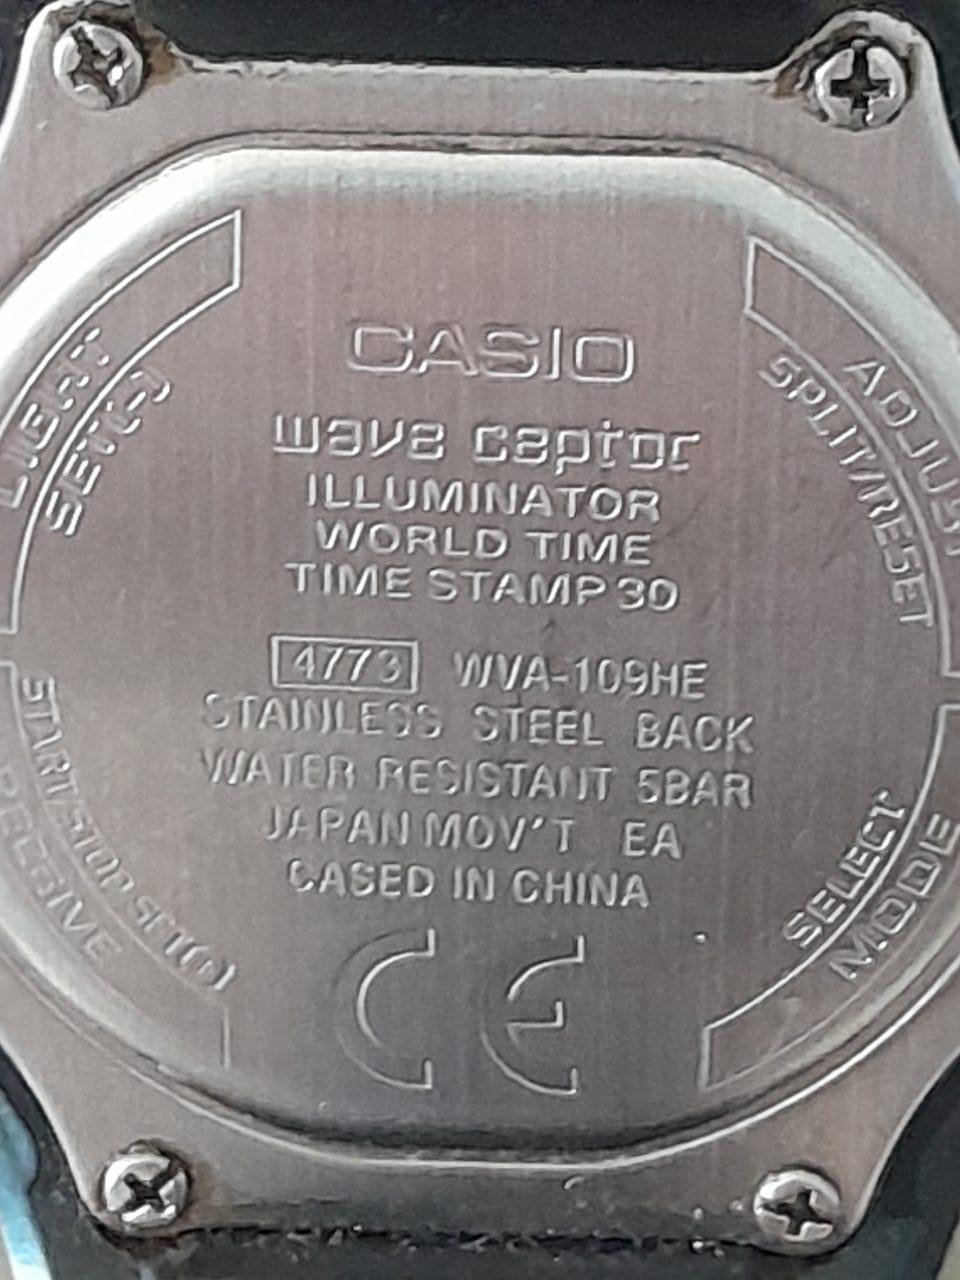 CASIO
wave ceptor
ILLUMINATOR
WORLD TIME
TIME STAMP 30
4773 WVA-109HE
STAINLESS STEEL BACK
WATER RESISTANT 5BAR
JAPAN MOV'T EA
CASED IN CHINA
CE
LIGHT
SET(-)
ADJUST
SPLIT/RESET
START/STOP SET(+)
RECEIVE
SELECT
MODE